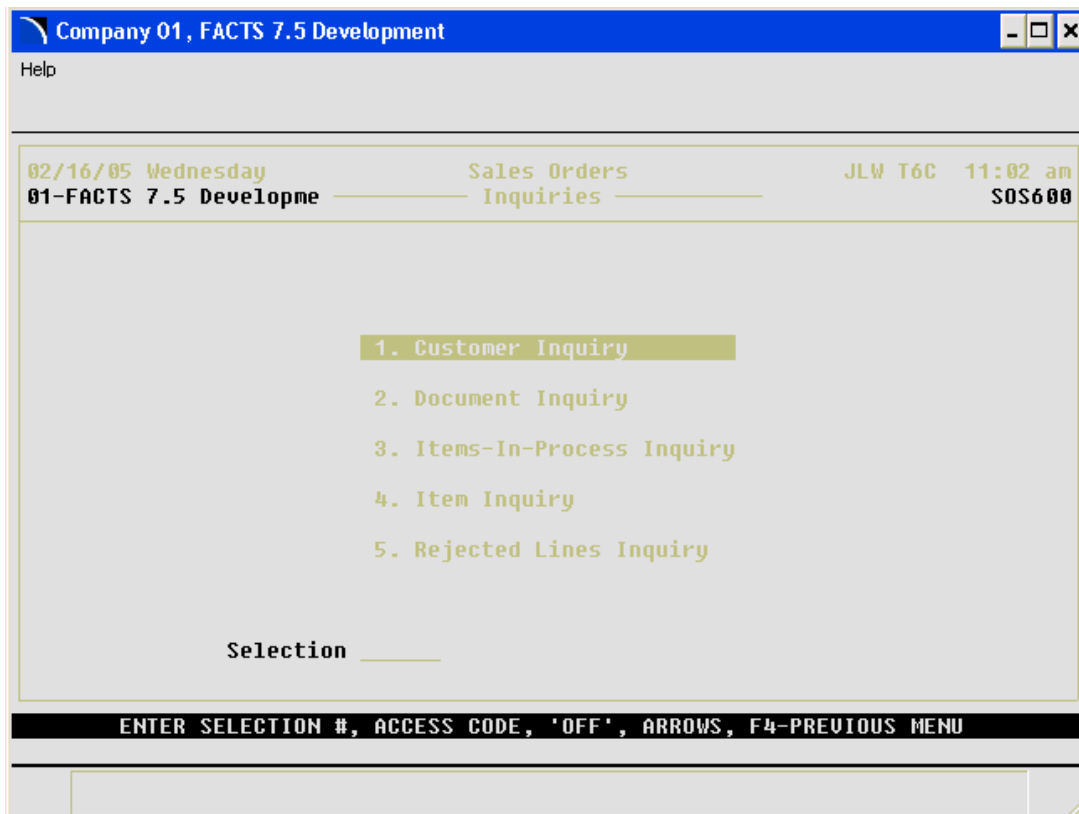 Company 01, FACTS 7.5 Development
Help
02/16/05 Wednesday Sales Orders JLW T6C 11:02 am
01-FACTS 7.5 Developme Inquiries SOS600
1. Customer Inquiry
2. Document Inquiry
3. Items-In-Process Inquiry
4. Item Inquiry
5. Rejected Lines Inquiry
Selection ______
ENTER SELECTION #, ACCESS CODE, 'OFF', ARROWS, F4-PREVIOUS MENU